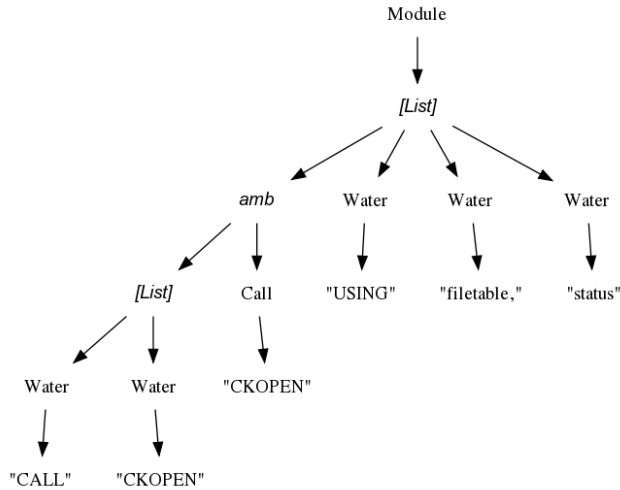 Module
[List]
amb Water Water Water
[List] Call "USING" "filetable," "status"
Water Water "CKOPEN"
"CALL" "CKOPEN"